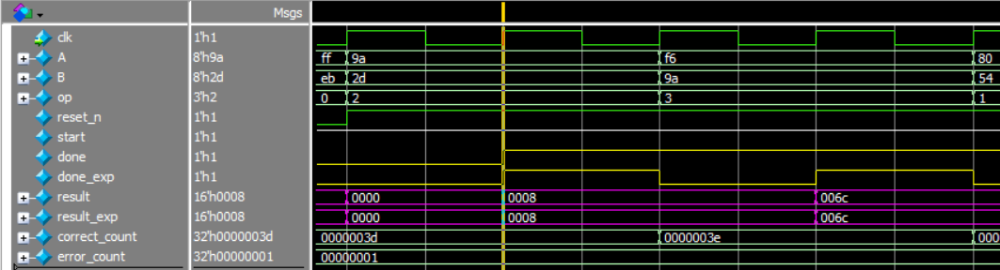 Msgs
clk 1'h1
A 8'h9a ff 9a f6 80
B 8'h2d eb 2d 9a 54
op 3'h2 0 2 3 1
reset_n 1'h1
start 1'h1
done 1'h1
done_exp 1'h1
result 16'h0008 0000 0008 006c
result_exp 16'h0008 0000 0008 006c
correct_count 32'h0000003d 0000003d 0000003e 000
error_count 32'h00000001 00000001